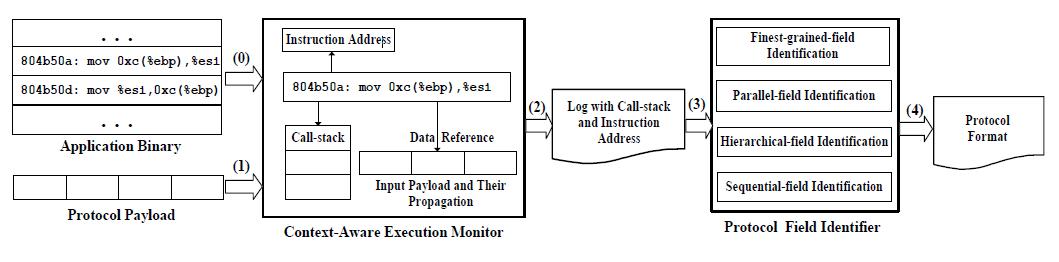 . . .
804b50a: mov 0xc(%ebp),%esi
804b50d: mov %esi,0xc(%ebp)
. . .
Application Binary
Protocol Payload
(0)
(1)
Instruction Address
804b50a: mov 0xc(%ebp),%esi
Call-stack
Data Reference
Input Payload and Their
Propagation
Context-Aware Execution Monitor
(2)
Log with Call-stack
and Instruction
Address
(3)
Finest-grained-field
Identification
Parallel-field Identification
Hierarchical-field Identification
Sequential-field Identification
Protocol Field Identifier
(4)
Protocol
Format